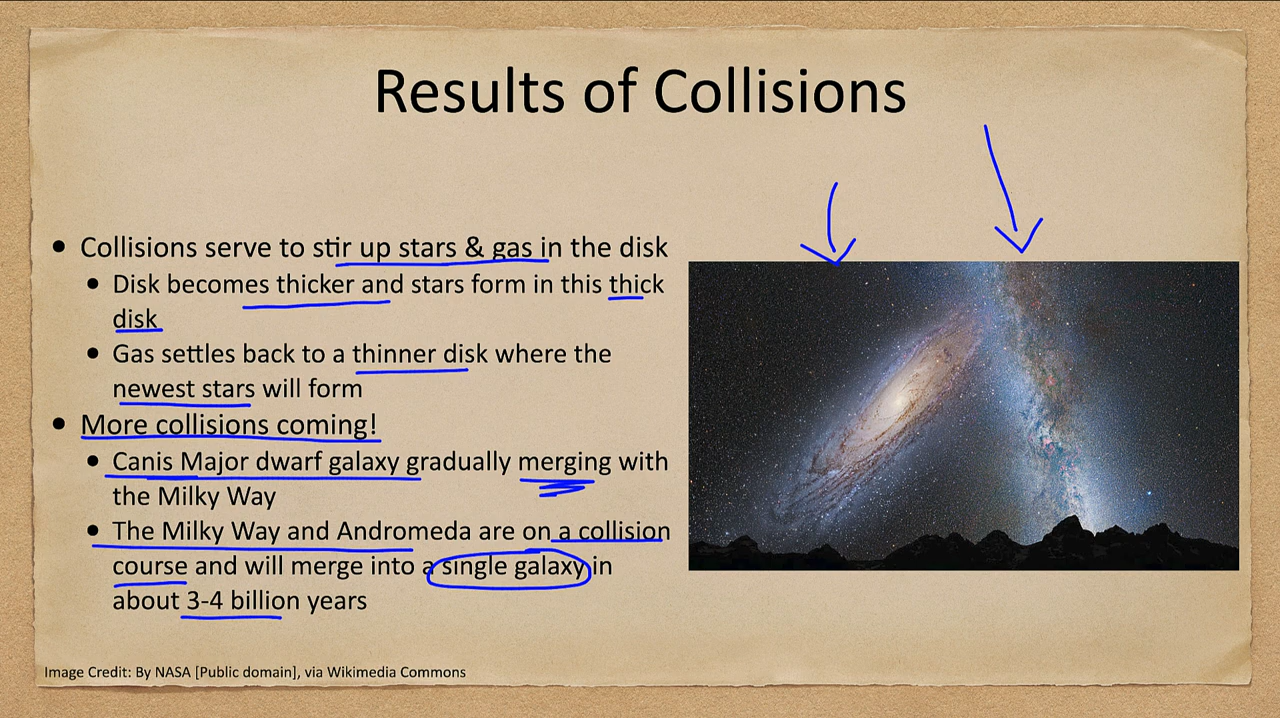 Results of Collisions
• Collisions serve to stir up stars & gas in the disk
• Disk becomes thicker and stars form in this thick
disk
• Gas settles back to a thinner disk where the
newest stars will form
• More collisions coming!
• Canis Major dwarf galaxy gradually merging with
the Milky Way
• The Milky Way and Andromeda are on a collision
course and will merge into a single galaxy in
about 3-4 billion years
Image Credit: By NASA [Public domain], via Wikimedia Commons